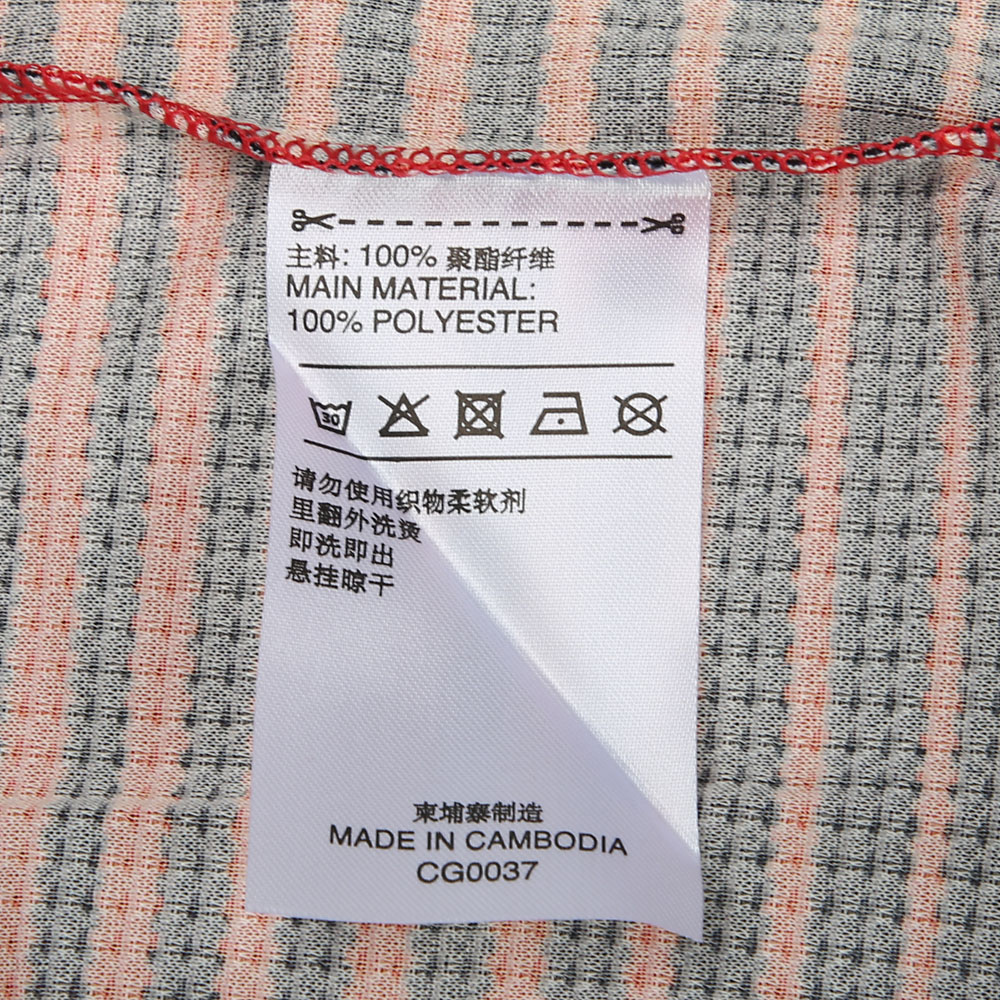 主料: 100% 聚酯纤维
MAIN MATERIAL:
100% POLYESTER
30
请勿使用织物柔软剂
里翻外洗烫
即洗即出
悬挂晾干
柬埔寨制造
MADE IN CAMBODIA
CG0037